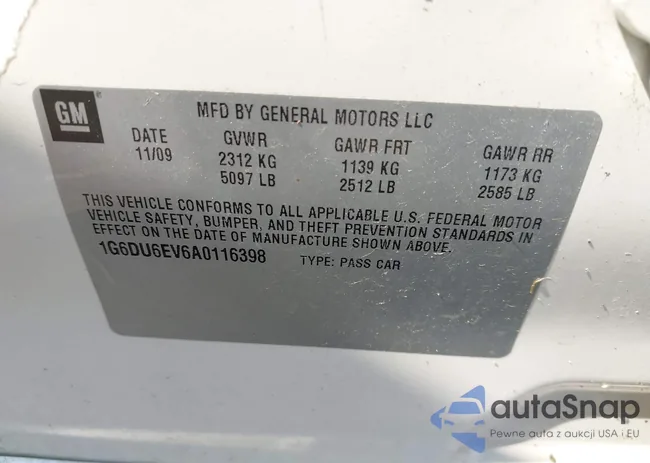 GM
MFD BY GENERAL MOTORS LLC
DATE GVWR GAWR FRT GAWR RR
11/09 2312 KG 1139 KG 1173 KG
5097 LB 2512 LB 2585 LB
THIS VEHICLE CONFORMS TO ALL APPLICABLE U.S. FEDERAL MOTOR
VEHICLE SAFETY, BUMPER, AND THEFT PREVENTION STANDARDS IN
EFFECT ON THE DATE OF MANUFACTURE SHOWN ABOVE.
1G6DU6EV6A0116398 TYPE: PASS CAR
autoSnap
Pewne auta z aukcji USA i EU